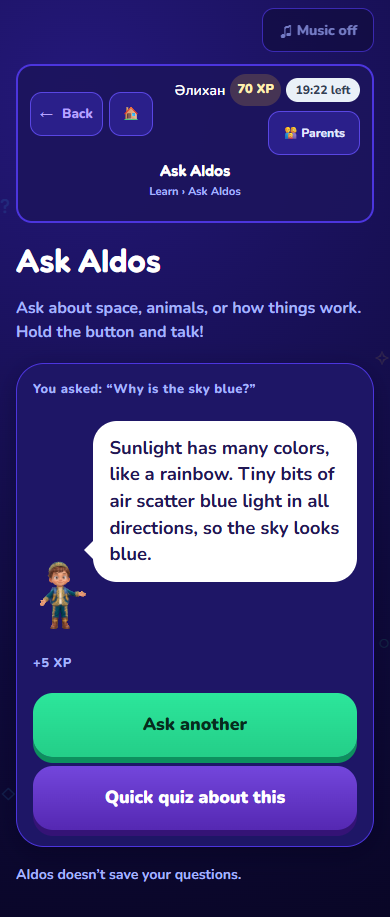 ♫ Music off
Әлихан 70 XP 19:22 left
← Back
Parents
Ask Aldos
Learn › Ask Aldos
Ask Aldos
Ask about space, animals, or how things work.
Hold the button and talk!
You asked: “Why is the sky blue?”
Sunlight has many colors,
like a rainbow. Tiny bits of
air scatter blue light in all
directions, so the sky looks
blue.
+5 XP
Ask another
Quick quiz about this
Aldos doesn’t save your questions.